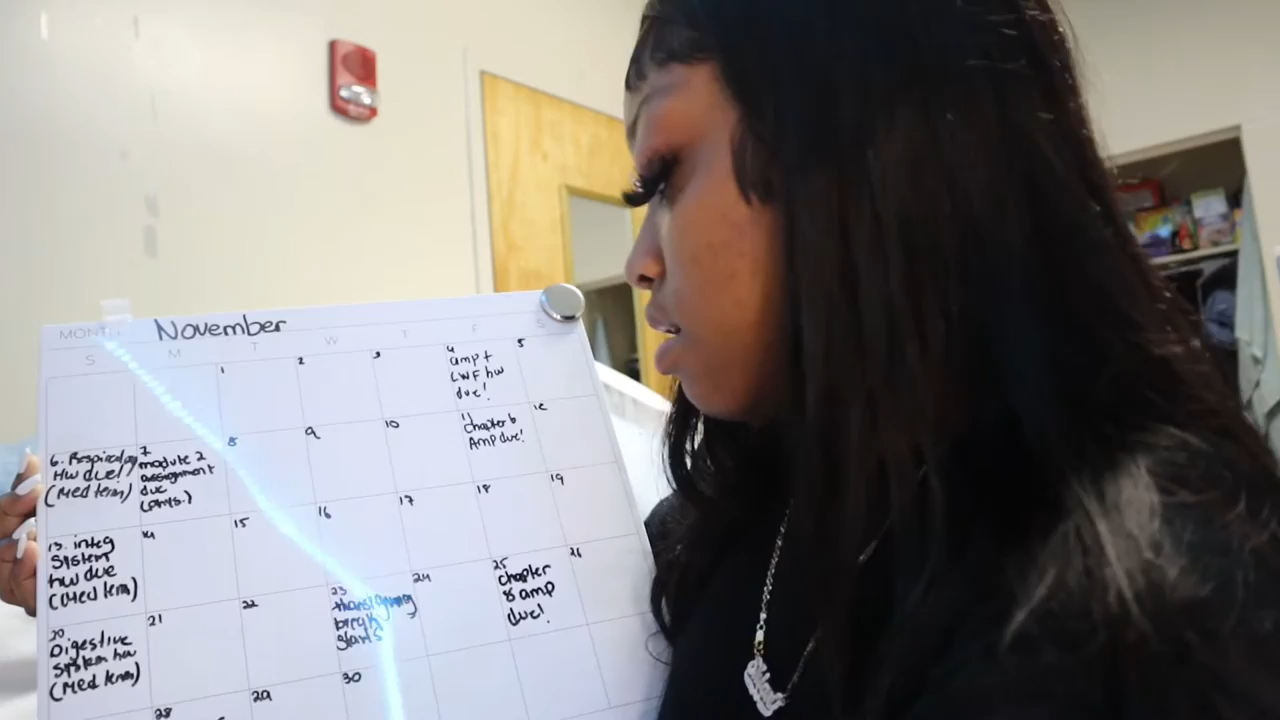 MONTH November
S M T W T F S
1 2 3 4 5
amp +
LWF hw
due!
6. Respiratory
Hw due!
(Med term)
7
module 2
assignment
due
(phys.)
8 9 10 11 12
chapter 6
Amp due!
13. integ
System
hw due
(Med term)
14 15 16 17 18 19
20
Digestive
System hw
(Med term)
21 22 23
thanksgiving
break
starts
24 25
chapter
8 amp
due!
26
28 29 30